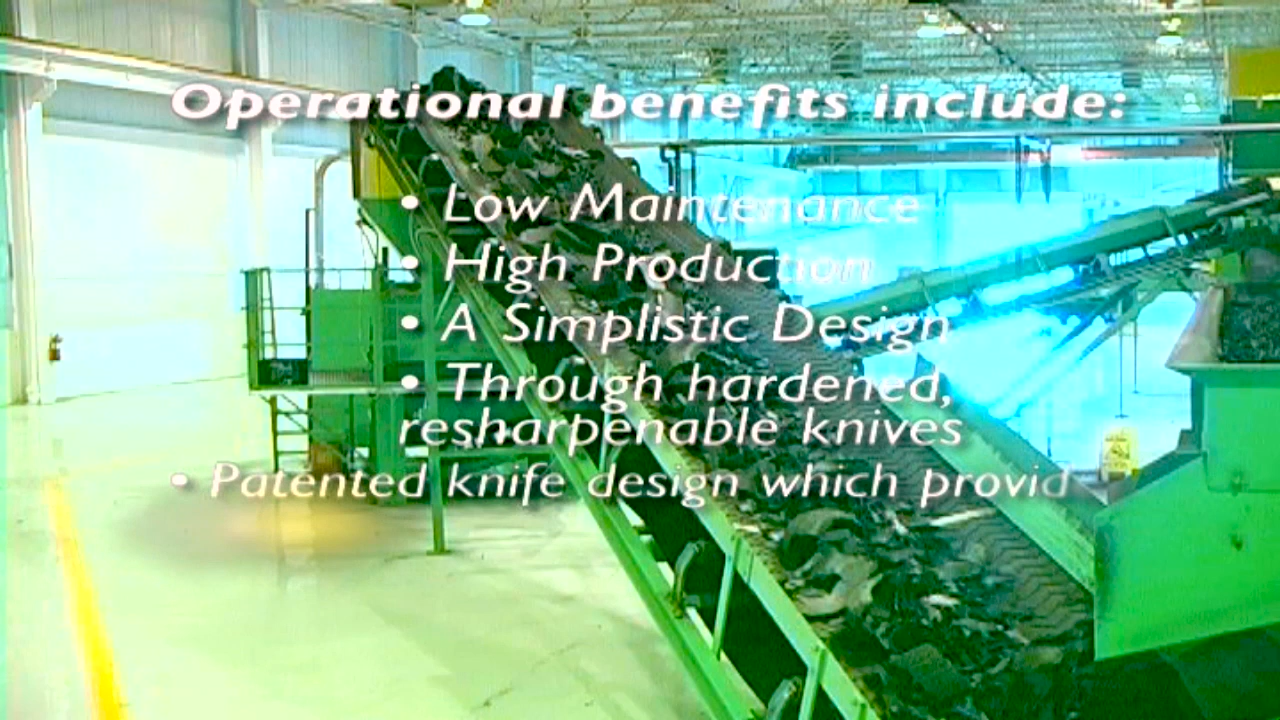 Operational benefits include:
• Low Maintenance
• High Production
• A Simplistic Design
• Through hardened,
resharpenable knives
• Patented knife design which provid